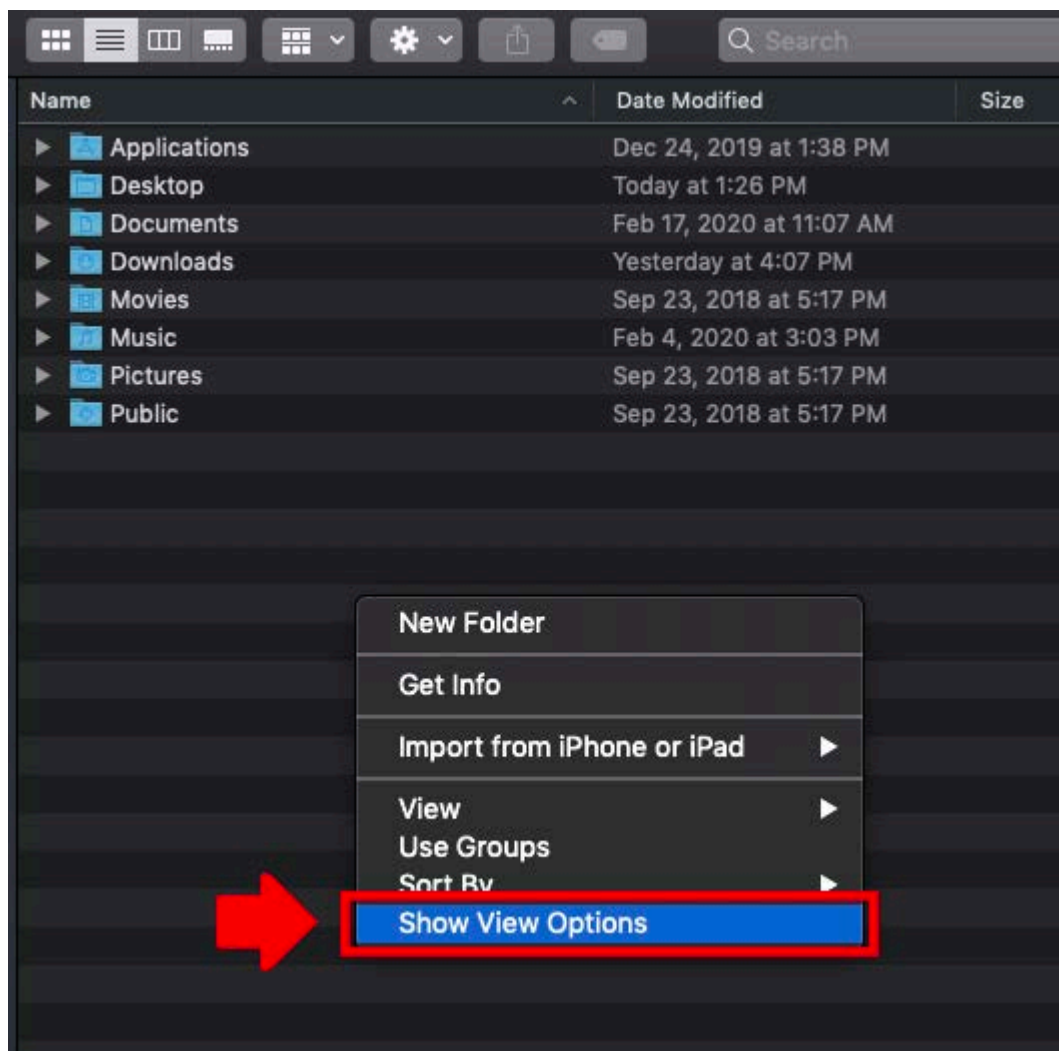 Search
Name Date Modified Size
Applications Dec 24, 2019 at 1:38 PM
Desktop Today at 1:26 PM
Documents Feb 17, 2020 at 11:07 AM
Downloads Yesterday at 4:07 PM
Movies Sep 23, 2018 at 5:17 PM
Music Feb 4, 2020 at 3:03 PM
Pictures Sep 23, 2018 at 5:17 PM
Public Sep 23, 2018 at 5:17 PM
New Folder
Get Info
Import from iPhone or iPad
View
Use Groups
Sort By
Show View Options